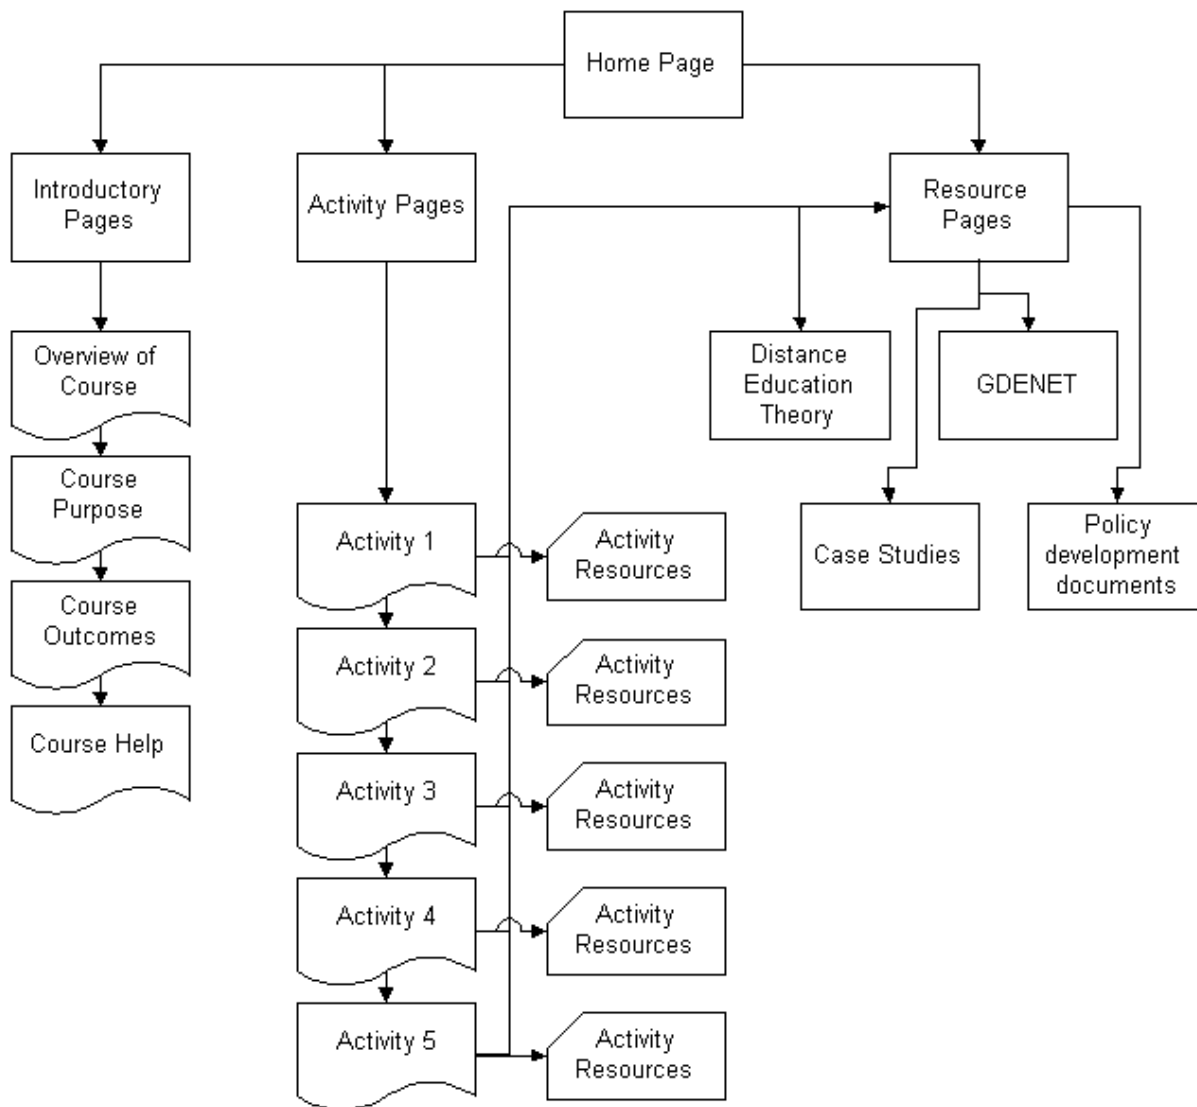 Home Page
Introductory
Pages
Activity Pages
Resource
Pages
Overview of
Course
Distance
Education
Theory
GDENET
Course
Purpose
Activity 1
Activity
Resources
Case Studies
Policy
development
documents
Course
Outcomes
Activity 2
Activity
Resources
Course Help
Activity 3
Activity
Resources
Activity 4
Activity
Resources
Activity 5
Activity
Resources